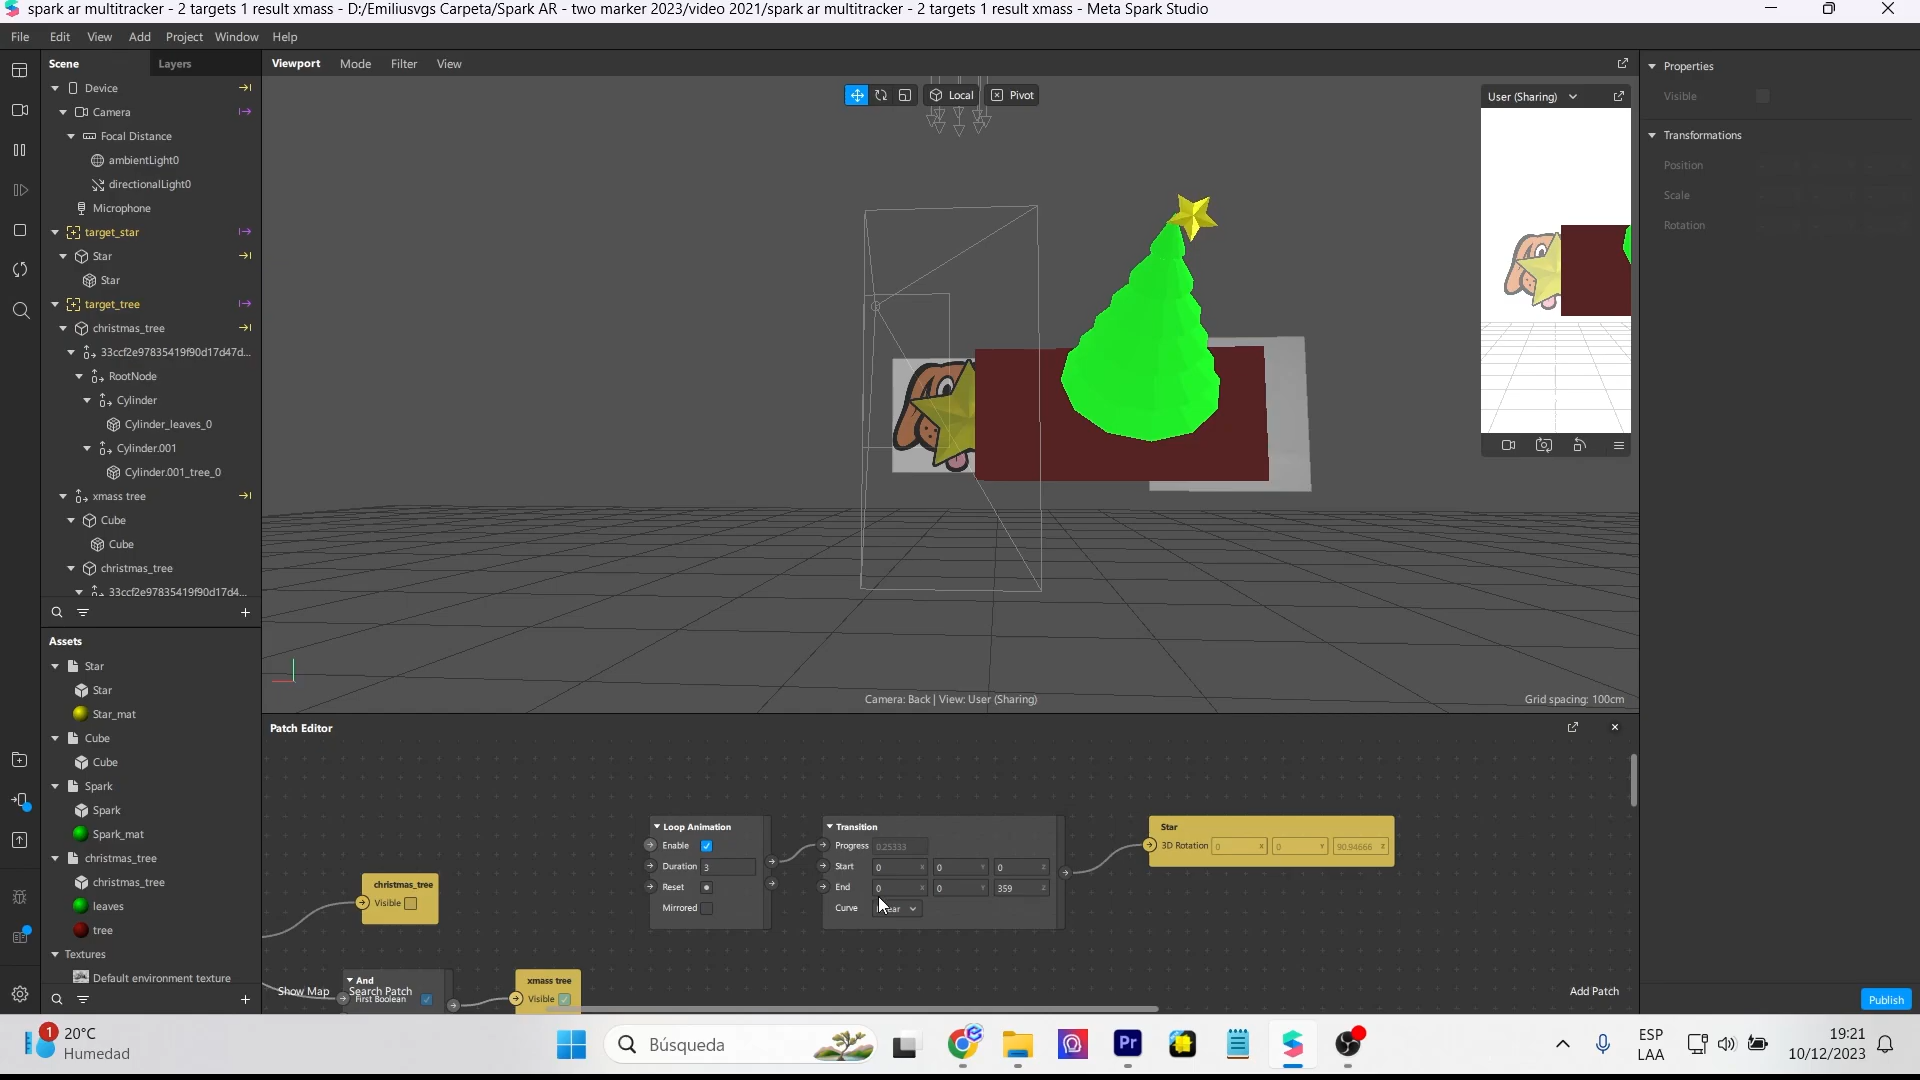 spark ar multitracker - 2 targets 1 result xmass - D:/Emiliusvgs Carpeta/Spark AR - two marker 2023/video 2021/spark ar multitracker - 2 targets 1 result xmass - Meta Spark Studio
File Edit View Add Project Window Help
Scene Layers
Device
Camera
Focal Distance
ambientLight0
directionalLight0
Microphone
target_star
Star
Star
target_tree
christmas_tree
33ccf2e97835419f90d17d47d...
RootNode
Cylinder
Cylinder_leaves_0
Cylinder.001
Cylinder.001_tree_0
xmass tree
Cube
Cube
christmas_tree
33ccf2e97835419f90d17d4...
Assets
Star
Star
Star_mat
Cube
Cube
Spark
Spark
Spark_mat
christmas_tree
christmas_tree
leaves
tree
Textures
Default environment texture
Viewport Mode Filter View
Local Pivot
User (Sharing)
Camera: Back | View: User (Sharing)
Grid spacing: 100cm
Properties
Visible
Transformations
Position
Scale
Rotation
Patch Editor
christmas_tree
Visible
Loop Animation
Enable
Duration 3
Reset
Mirrored
Transition
Progress 0.25333
Start 0 X 0 Y 0 Z
End 0 X 0 Y 359 Z
Curve
Star
3D Rotation 0 X 0 Y 90.94666 Z
And
First Boolean
xmass tree
Visible
Show Map Search Patch
Add Patch
Publish
1
20°C
Humedad
Búsqueda
Pr
ESP
LAA
19:21
10/12/2023